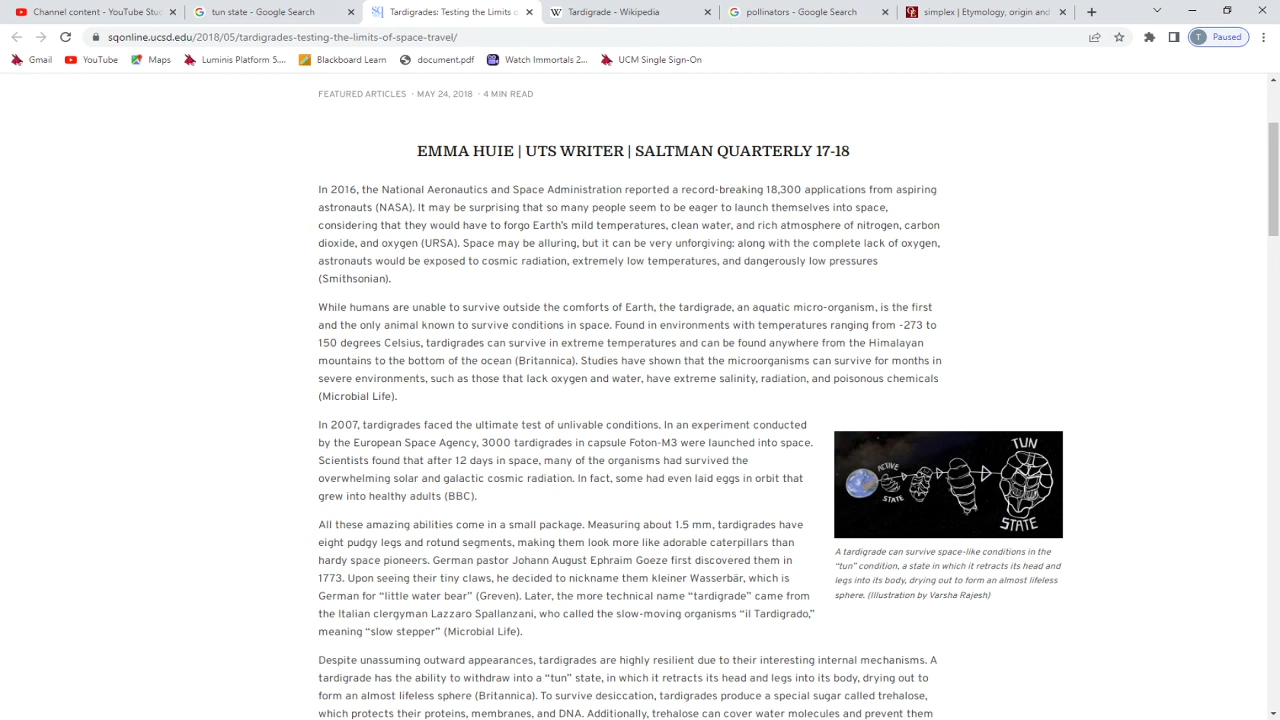 Channel content - YouTube Stu
tun state - Google Search
Tardigrades: Testing the Limits o
Tardigrade - Wikipedia
pollinators - Google Search
simplex | Etymology, origin and
sqonline.ucsd.edu/2018/05/tardigrades-testing-the-limits-of-space-travel/
T Paused
Gmail
YouTube
Maps
Luminis Platform 5....
Blackboard Learn
document.pdf
Watch Immortals 2...
UCM Single Sign-On
FEATURED ARTICLES · MAY 24, 2018 · 4 MIN READ
EMMA HUIE | UTS WRITER | SALTMAN QUARTERLY 17-18
In 2016, the National Aeronautics and Space Administration reported a record-breaking 18,300 applications from aspiring
astronauts (NASA). It may be surprising that so many people seem to be eager to launch themselves into space,
considering that they would have to forgo Earth's mild temperatures, clean water, and rich atmosphere of nitrogen, carbon
dioxide, and oxygen (URSA). Space may be alluring, but it can be very unforgiving: along with the complete lack of oxygen,
astronauts would be exposed to cosmic radiation, extremely low temperatures, and dangerously low pressures
(Smithsonian).
While humans are unable to survive outside the comforts of Earth, the tardigrade, an aquatic micro-organism, is the first
and the only animal known to survive conditions in space. Found in environments with temperatures ranging from -273 to
150 degrees Celsius, tardigrades can survive in extreme temperatures and can be found anywhere from the Himalayan
mountains to the bottom of the ocean (Britannica). Studies have shown that the microorganisms can survive for months in
severe environments, such as those that lack oxygen and water, have extreme salinity, radiation, and poisonous chemicals
(Microbial Life).
In 2007, tardigrades faced the ultimate test of unlivable conditions. In an experiment conducted
by the European Space Agency, 3000 tardigrades in capsule Foton-M3 were launched into space.
Scientists found that after 12 days in space, many of the organisms had survived the
overwhelming solar and galactic cosmic radiation. In fact, some had even laid eggs in orbit that
grew into healthy adults (BBC).
ACTIVE
STATE
TUN
STATE
A tardigrade can survive space-like conditions in the
“tun” condition, a state in which it retracts its head and
legs into its body, drying out to form an almost lifeless
sphere. (Illustration by Varsha Rajesh)
All these amazing abilities come in a small package. Measuring about 1.5 mm, tardigrades have
eight pudgy legs and rotund segments, making them look more like adorable caterpillars than
hardy space pioneers. German pastor Johann August Ephraim Goeze first discovered them in
1773. Upon seeing their tiny claws, he decided to nickname them kleiner Wasserbär, which is
German for “little water bear” (Greven). Later, the more technical name “tardigrade” came from
the Italian clergyman Lazzaro Spallanzani, who called the slow-moving organisms “il Tardigrado,”
meaning “slow stepper” (Microbial Life).
Despite unassuming outward appearances, tardigrades are highly resilient due to their interesting internal mechanisms. A
tardigrade has the ability to withdraw into a “tun” state, in which it retracts its head and legs into its body, drying out to
form an almost lifeless sphere (Britannica). To survive desiccation, tardigrades produce a special sugar called trehalose,
which protects their proteins, membranes, and DNA. Additionally, trehalose can cover water molecules and prevent them